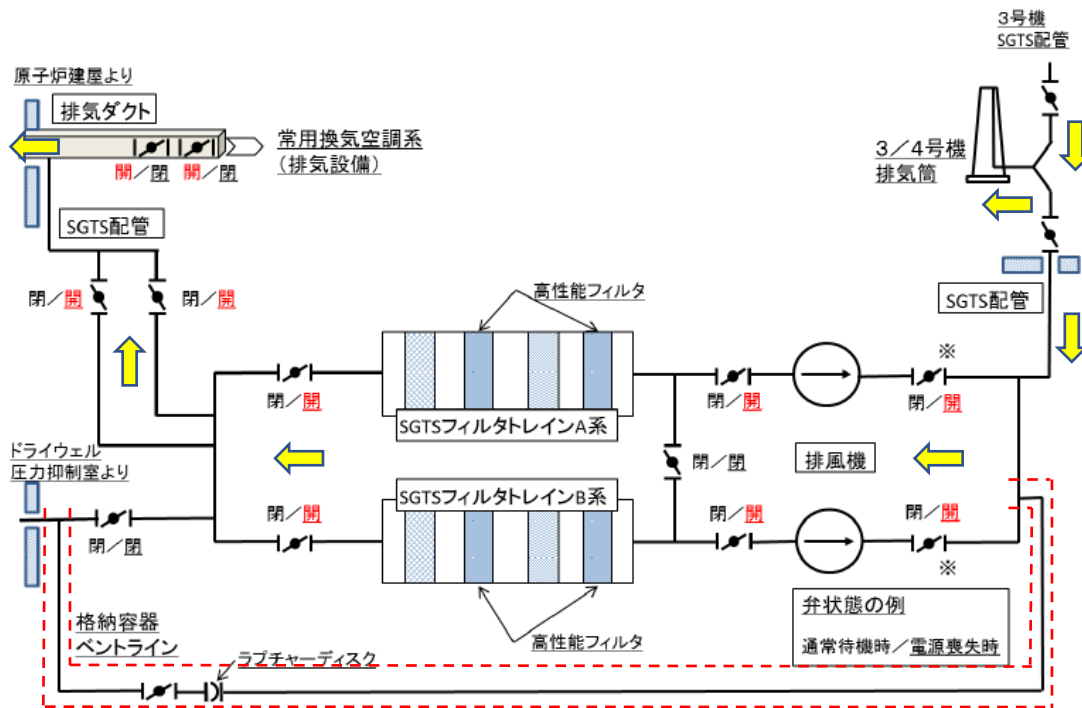 3号機
SGTS配管
原子炉建屋より
排気ダクト
常用換気空調系
(排気設備)
開/閉
開/閉
3/4号機
排気筒
SGTS配管
閉/開
閉/開
SGTS配管
高性能フィルタ
※
閉/開
閉/開
閉/開
SGTSフィルタトレインA系
ドライウェル
圧力抑制室より
閉/閉
排風機
SGTSフィルタトレインB系
閉/開
閉/開
閉/開
閉/閉
※
格納容器
ベントライン
高性能フィルタ
弁状態の例
通常待機時/電源喪失時
ラプチャーディスク